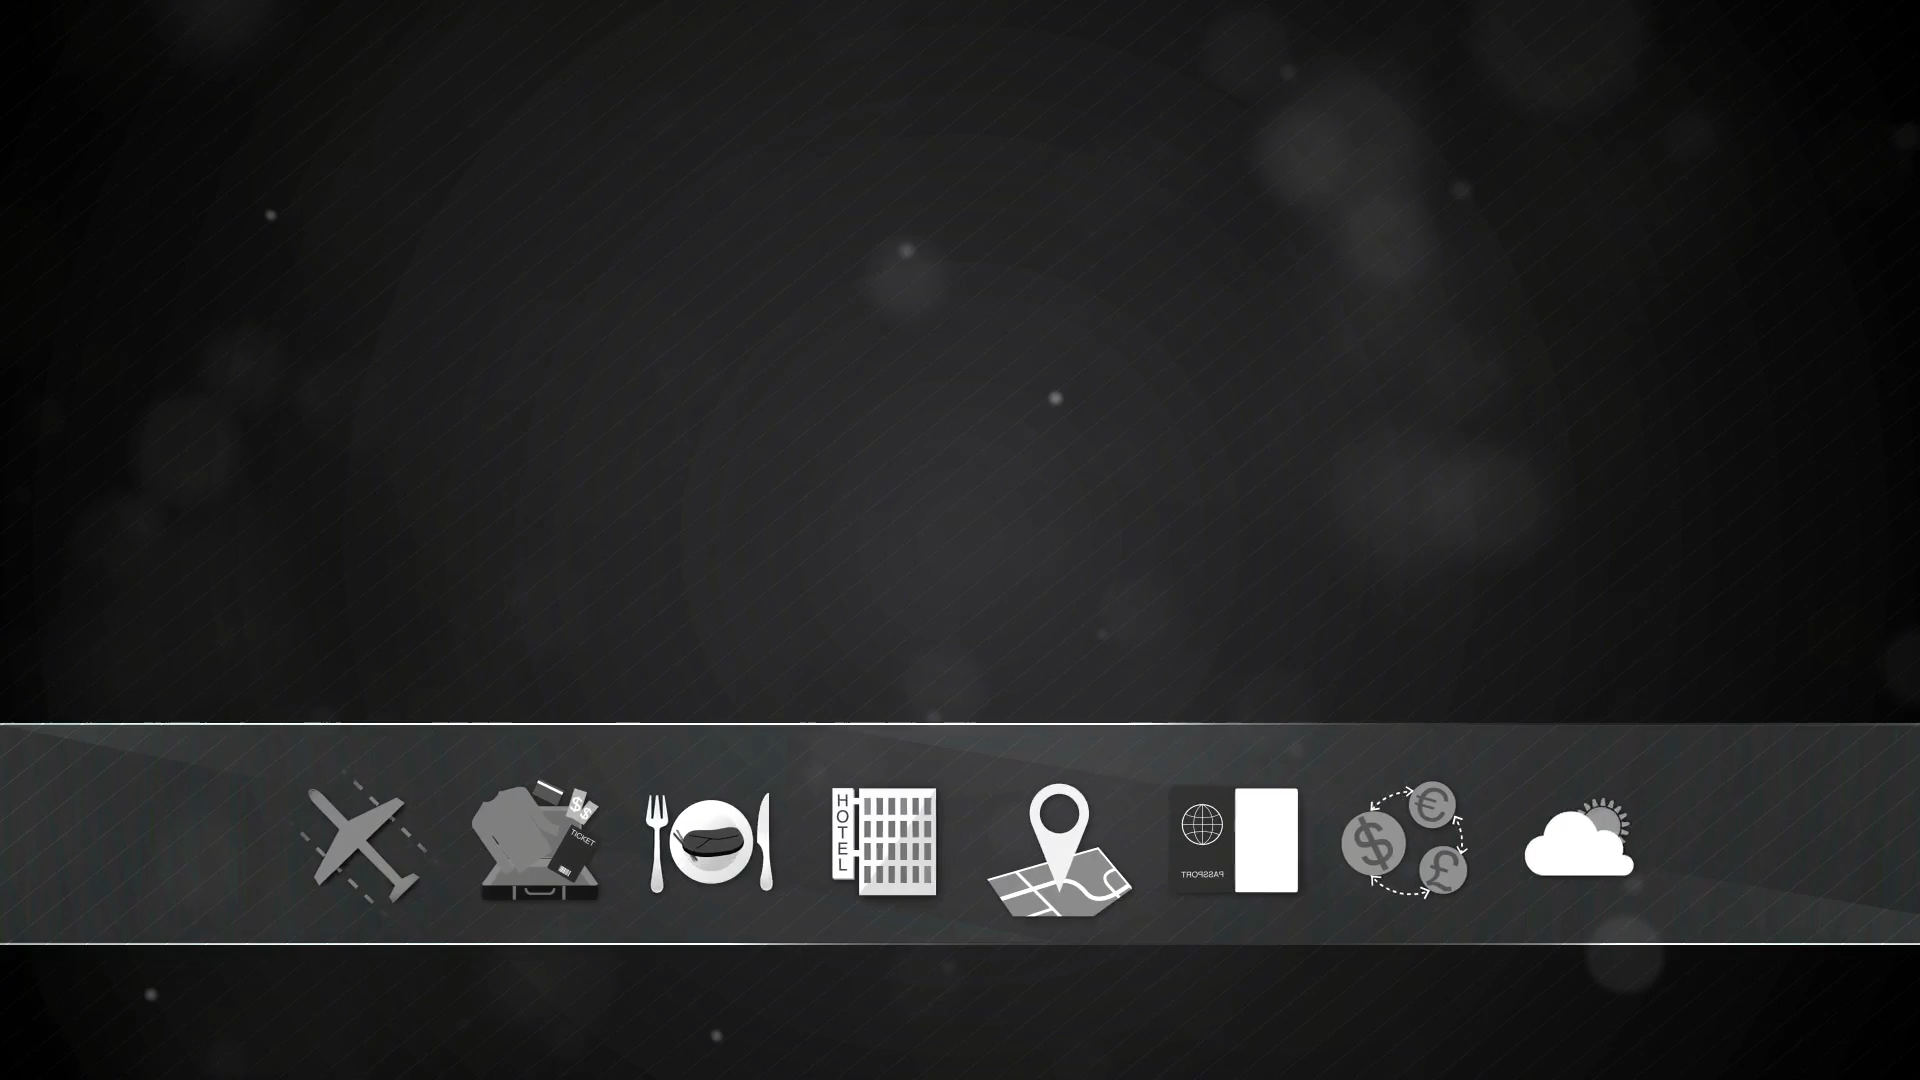 $
$
TICKET
HOTEL
PASSPORT
$
€
£